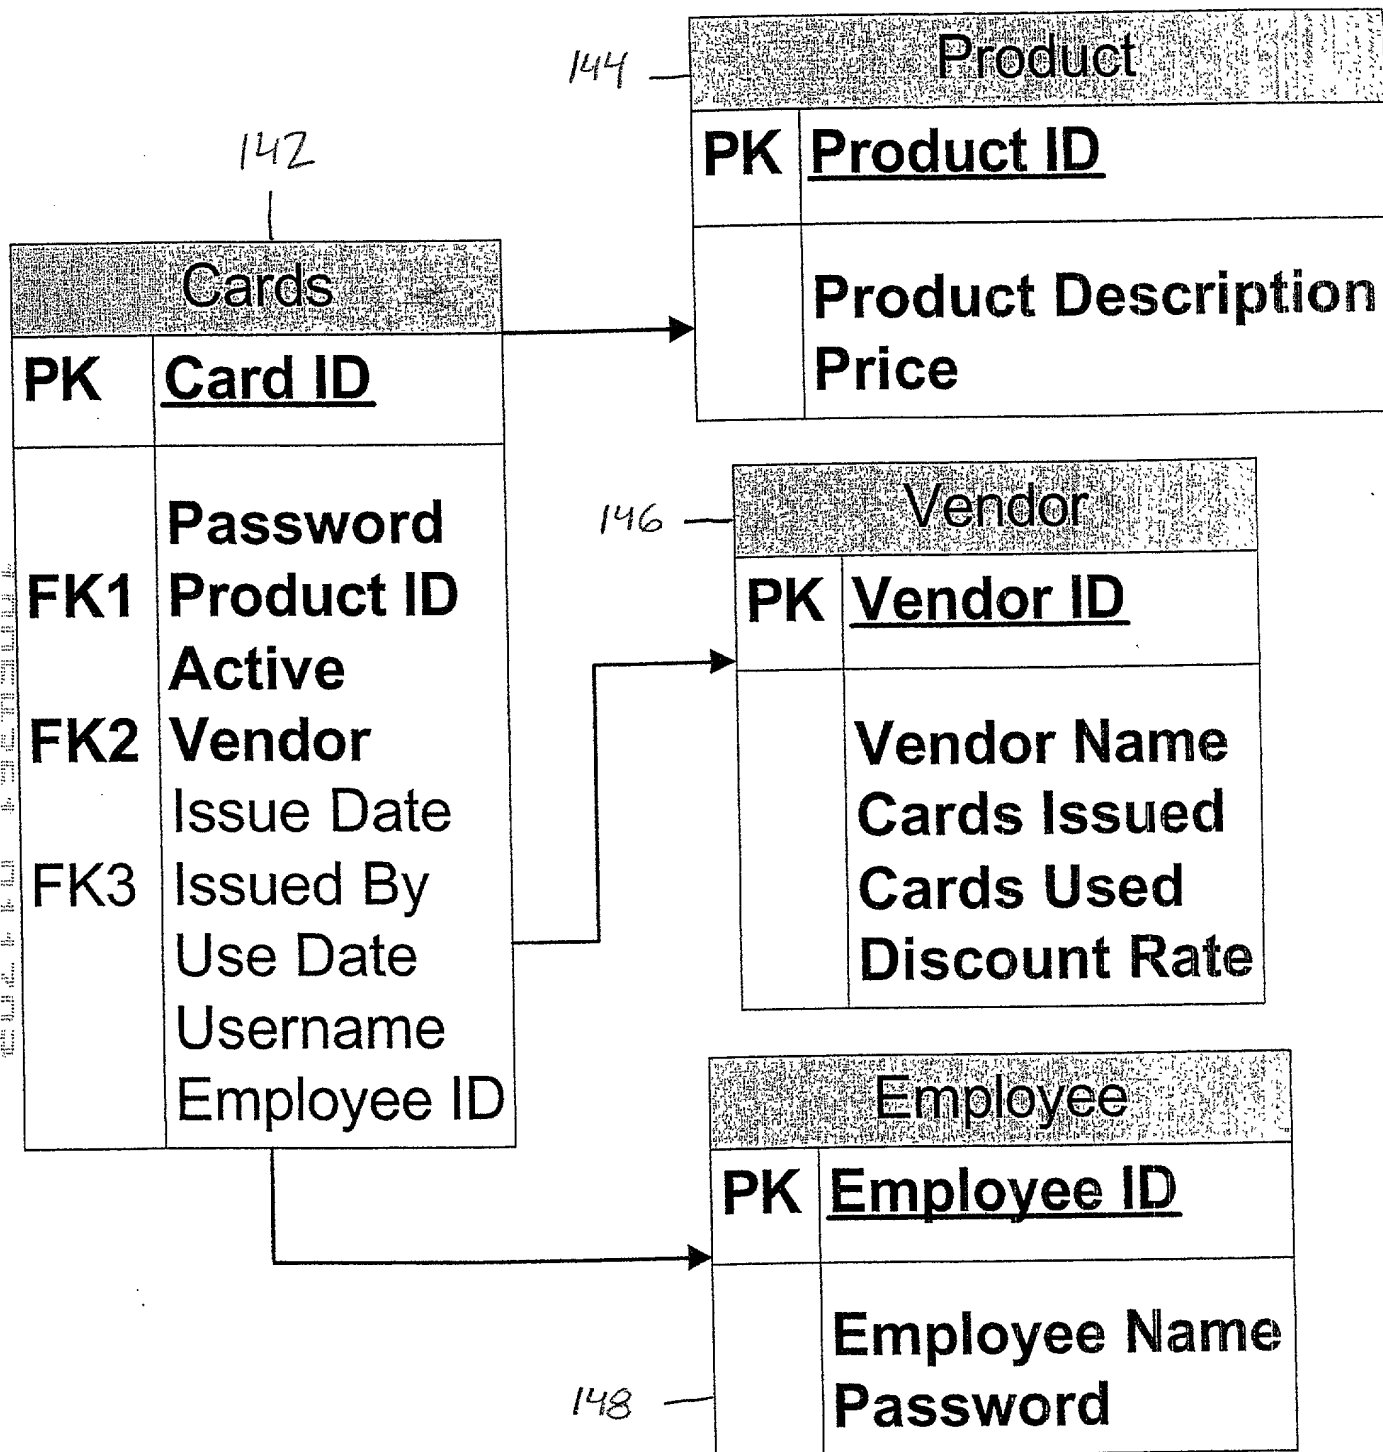 144
Product
PK Product ID
Product Description
Price
142
Cards
PK Card ID
Password
FK1 Product ID
Active
FK2 Vendor
Issue Date
FK3 Issued By
Use Date
Username
Employee ID
146
Vendor
PK Vendor ID
Vendor Name
Cards Issued
Cards Used
Discount Rate
Employee
PK Employee ID
Employee Name
148
Password